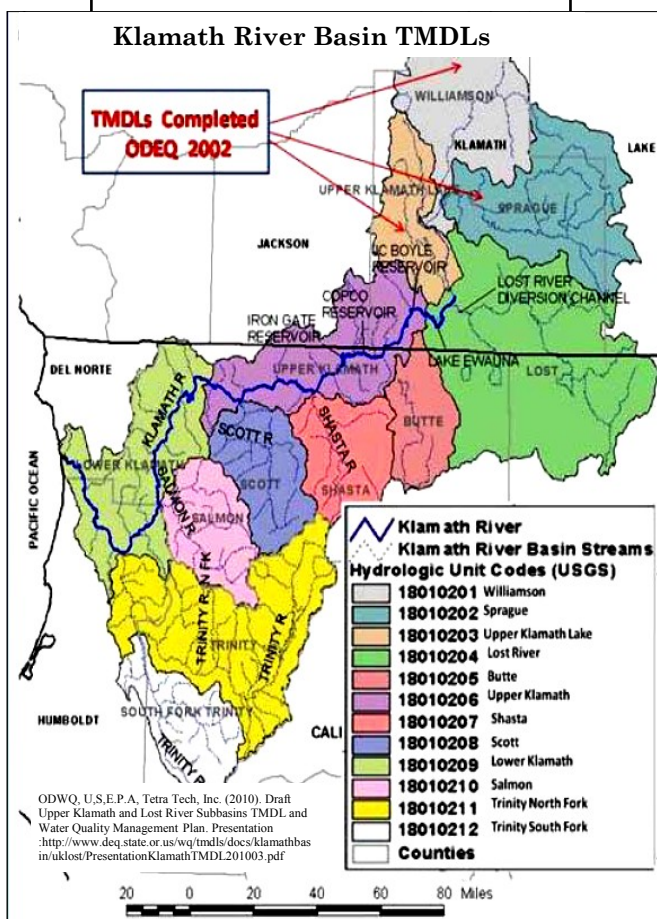 Klamath River Basin TMDLs
TMDLs Completed
ODEQ 2002
WILLIAMSON
KLAMATH
LAKE
UPPER KLAMATH LAKE
SPRAGUE
JACKSON
JC BOYLE
RESERVOIR
LOST RIVER
DIVERSION CHANNEL
COPCO
RESERVOIR
IRON GATE
RESERVOIR
DEL NORTE
UPPER KLAMATH
LAKE EWAUNA
LOST
KLAMATH R
BUTTE
SCOTT R
SHASTA R
LOWER KLAMATH
SALMON R
SCOTT
SHASTA
SALMON
PACIFIC OCEAN
TRINITY R, N FK
TRINITY R
TRINITY
SOUTH FORK TRINITY
HUMBOLDT
TRINITY R
CALI
Klamath River
Klamath River Basin Streams
Hydrologic Unit Codes (USGS)
18010201 Williamson
18010202 Sprague
18010203 Upper Klamath Lake
18010204 Lost River
18010205 Butte
18010206 Upper Klamath
18010207 Shasta
18010208 Scott
18010209 Lower Klamath
18010210 Salmon
18010211 Trinity North Fork
18010212 Trinity South Fork
Counties
ODWQ, U,S,E.P.A, Tetra Tech, Inc. (2010). Draft
Upper Klamath and Lost River Subbasins TMDL and
Water Quality Management Plan. Presentation
:http://www.deq.state.or.us/wq/tmdls/docs/klamathbas
in/uklost/PresentationKlamathTMDL201003.pdf
20 0 20 40 60 80 Miles